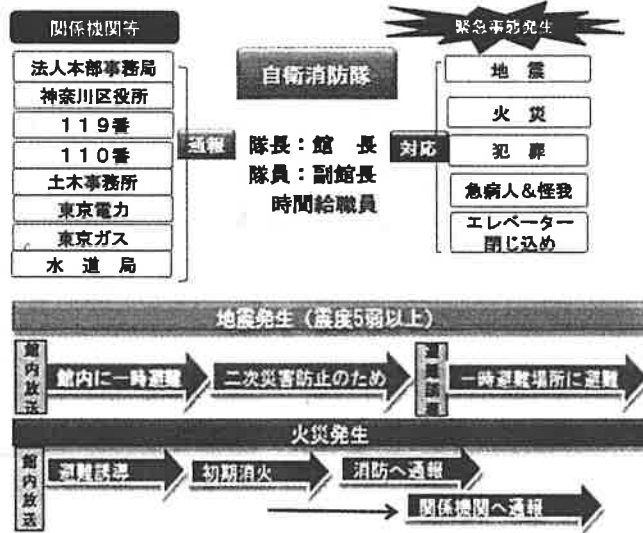 関係機関等
法人本部事務局
神奈川区役所
119番
110番
土木事務所
東京電力
東京ガス
水 道 局
通報
自衛消防隊
隊長:館 長
隊員:副館長
時間給職員
対応
緊急事態発生
地 震
火 災
犯 罪
急病人&怪我
エレベーター
閉じ込め
地震発生(震度5弱以上)
館内放送
館内に一時避難
二次災害防止のため
避難誘導
一時避難場所に避難
火災発生
館内放送
避難誘導
初期消火
消防へ通報
関係機関へ通報